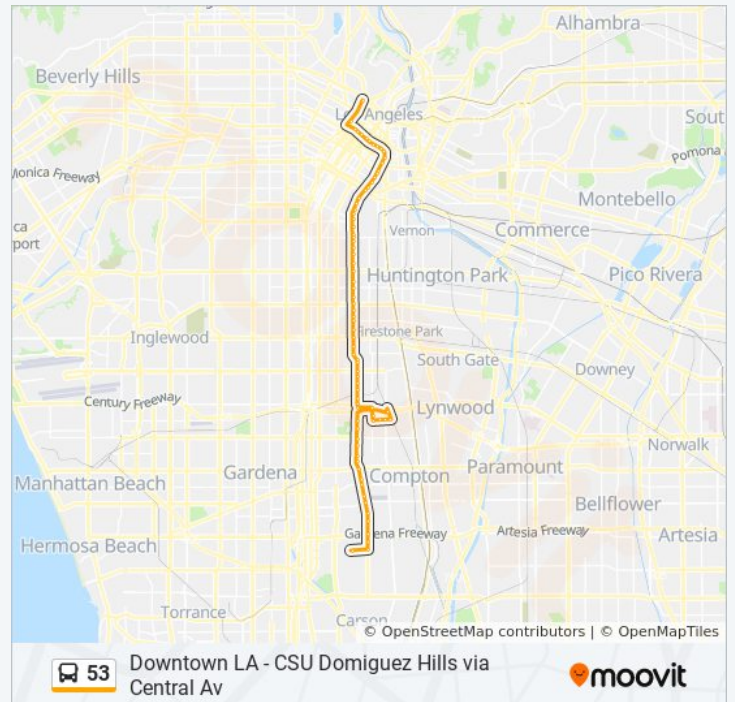 Alhambra
Beverly Hills
Los Angeles
South
Monica Freeway
Pomona
Montebello
ca
port
Vernon
Commerce
Huntington Park
Pico Rivera
Inglewood
Firestone Park
South Gate
Downey
Century Freeway
Lynwood
Norwalk
Manhattan Beach
Gardena
Compton
Paramount
Bellflower
Hermosa Beach
Gardena Freeway
Artesia Freeway
Artesia
Torrance
Carson
© OpenStreetMap contributors | © OpenMapTiles
53
Downtown LA - CSU Domiguez Hills via
Central Av
moovit